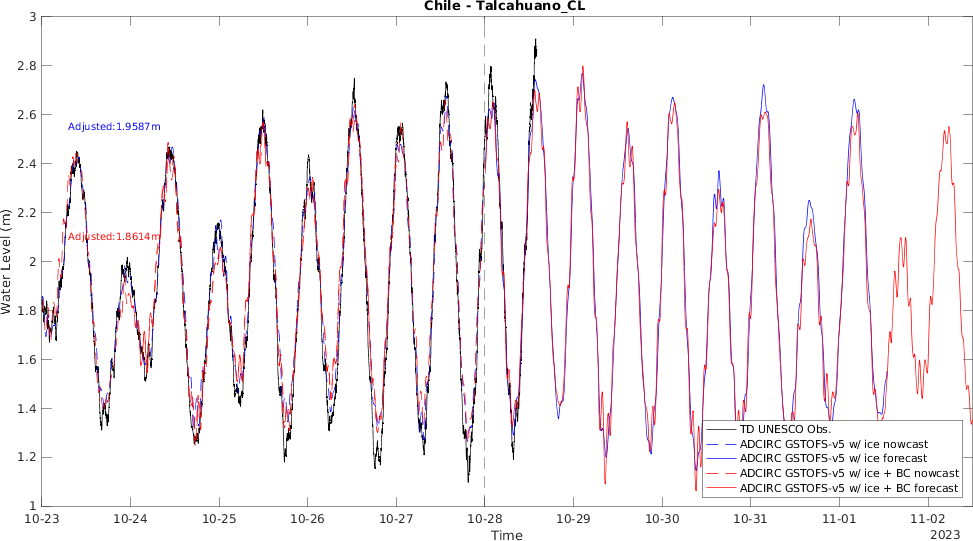 Chile - Talcahuano_CL
3
2.8
2.6
2.4
2.2
2
1.8
1.6
1.4
1.2
1
Water Level (m)
Adjusted:1.9587m
Adjusted:1.8614m
TD UNESCO Obs.
ADCIRC GSTOFS-v5 w/ ice nowcast
ADCIRC GSTOFS-v5 w/ ice forecast
ADCIRC GSTOFS-v5 w/ ice + BC nowcast
ADCIRC GSTOFS-v5 w/ ice + BC forecast
10-23 10-24 10-25 10-26 10-27 10-28 10-29 10-30 10-31 11-01 11-02
Time
2023